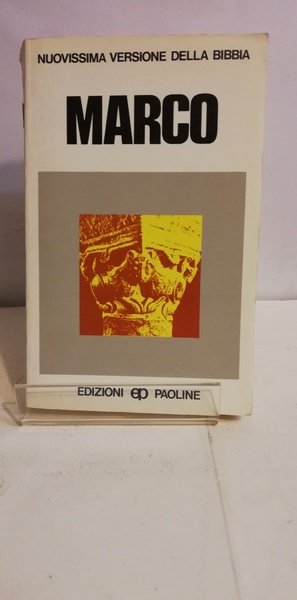 NUOVISSIMA VERSIONE DELLA BIBBIA
MARCO
EDIZIONI ep PAOLINE